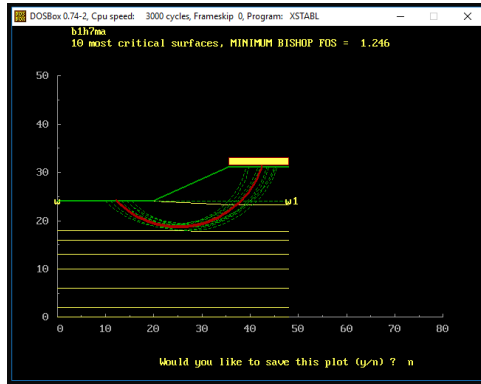 DOSBox 0.74-2, Cpu speed: 3000 cycles, Frameskip 0, Program: XSTABL
b1h7ma
10 most critical surfaces, MINIMUM BISHOP FOS = 1.246
50
40
30
w w1
20
10
0
0 10 20 30 40 50 60 70 80
Would you like to save this plot (y/n) ? n